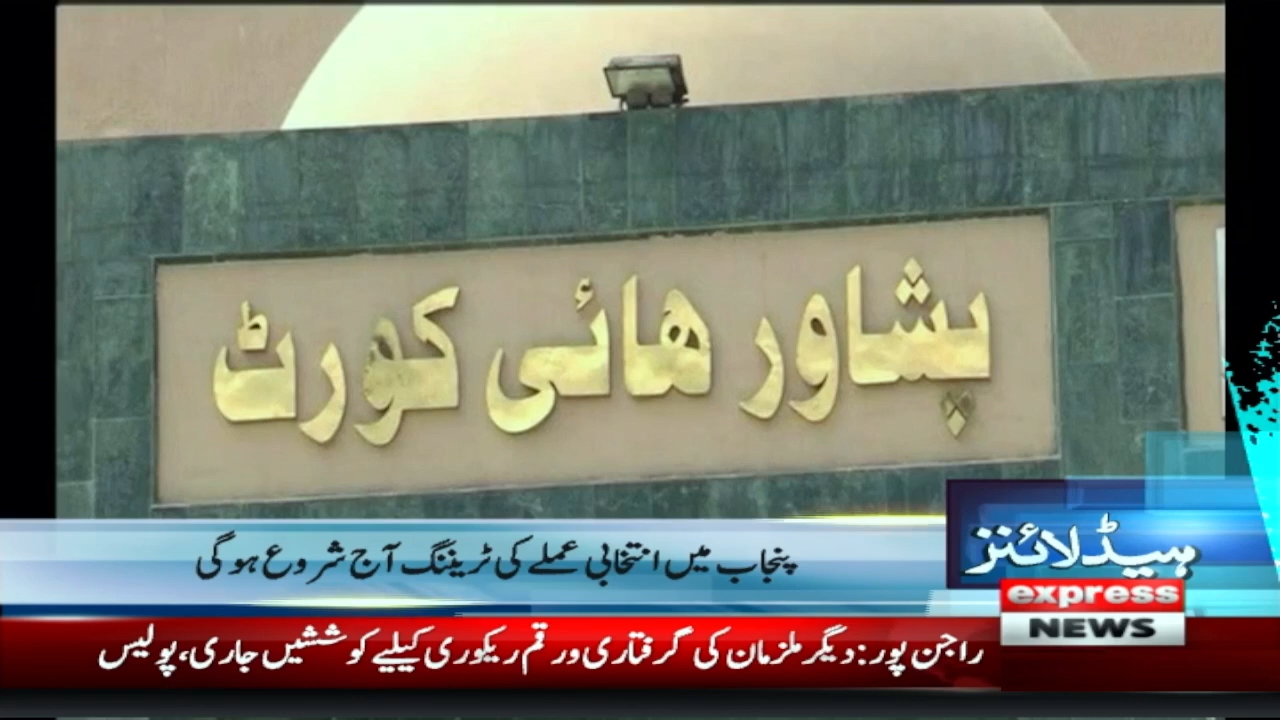 پشاور ھائی کورٹ
ہیڈلائنز
پنجاب میں انتخابی عملے کی ٹریننگ آج شروع ہوگی
express
NEWS
راجن پور: دیگر ملزمان کی گرفتاری ورقم ریکوری کیلیے کوششیں جاری، پولیس